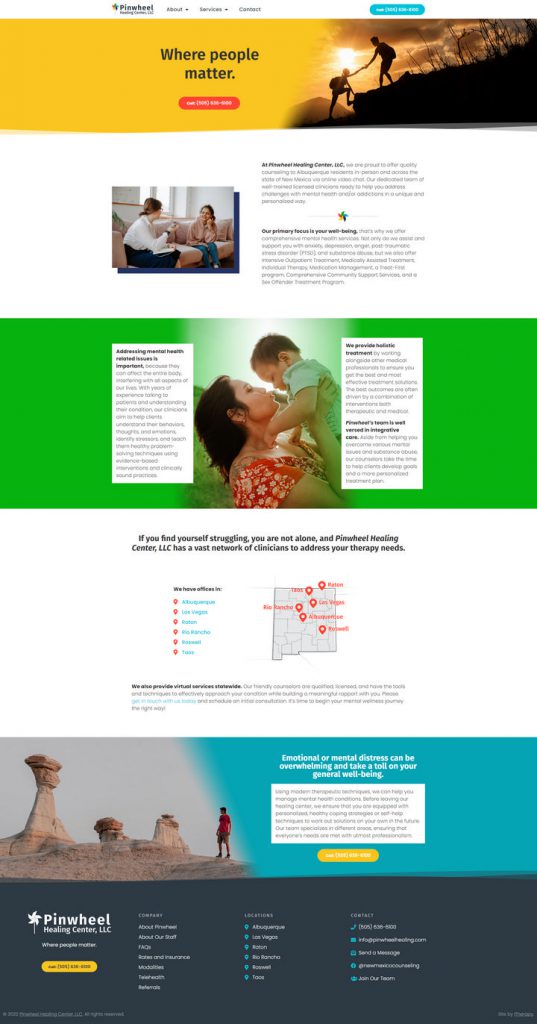 Pinwheel
Healing Center, LLC
About
Services
Contact
Call: (505) 636-6100
Where people
matter.
Call: (505) 636-6100
At Pinwheel Healing Center, LLC, we are proud to offer quality
counseling to Albuquerque residents in-person and across the
state of New Mexico via online video chat. Our dedicated team of
well-trained licensed clinicians ready to help you address
challenges with mental health and/or addictions in a unique and
personalized way.
Our primary focus is your well-being, that's why we offer
comprehensive mental health services. Not only do we assist and
support you with anxiety, depression, anger, post-traumatic
stress disorder (PTSD), and substance abuse, but we also offer
Intensive Outpatient Treatment, Medically Assisted Treatment,
Individual Therapy, Medication Management, a Treat-First
program, Comprehensive Community Support Services, and a
Sex Offender Treatment Program.
Addressing mental health
related issues is
important, because they
can affect the entire body,
interfering with all aspects of
our lives. With years of
experience talking to
patients and understanding
their condition, our clinicians
aim to help clients
understand their behaviors,
thoughts, and emotions,
identify stressors, and teach
them healthy problem-
solving techniques using
evidence-based
interventions and clinically
sound practices.
We provide holistic
treatment by working
alongside other medical
professionals to ensure you
get the best and most
effective treatment solutions.
The best outcomes are often
driven by a combination of
interventions both
therapeutic and medical.
Pinwheel's team is well
versed in integrative
care. Aside from helping you
overcome various mental
issues and substance abuse
our counselors take the time
to help clients develop goals
and a more personalized
treatment plan.
If you find yourself struggling, you are not alone, and Pinwheel Healing
Center, LLC has a vast network of clinicians to address your therapy needs.
We have offices in:
Albuquerque
Las Vegas
Raton
Rio Rancho
Roswell
Taos
Raton
Taos
Las Vegas
Rio Rancho
Albuquerque
Roswell
We also provide virtual services statewide. Our friendly counselors are qualified, licensed, and have the tools
and techniques to effectively approach your condition while building a meaningful rapport with you. Please
get in touch with us today and schedule an initial consultation. It's time to begin your mental wellness journey
the right way!
Emotional or mental distress can be
overwhelming and take a toll on your
general well-being.
Using modern therapeutic techniques, we can help you
manage mental health conditions. Before leaving our
healing center, we ensure that you are equipped with
personalized, healthy coping strategies or self-help
techniques to work out solutions on your own in the future.
Our team specializes in different areas, ensuring that
everyone's needs are met with utmost professionalism.
Call: (505) 636-6100
Pinwheel
Healing Center, LLC
Where people matter.
Call: (505) 636-6100
COMPANY
About Pinwheel
About Our Staff
FAQs
Rates and Insurance
Modalities
Telehealth
Referrals
LOCATIONS
Albuquerque
Las Vegas
Raton
Rio Rancho
Roswell
Taos
CONTACT
(505) 636-6100
info@pinwheelhealing.com
Send a Message
@newmexicocounseling
Join Our Team
© 2022 Pinwheel Healing Center, LLC. All rights reserved.
Site by iTherapy.